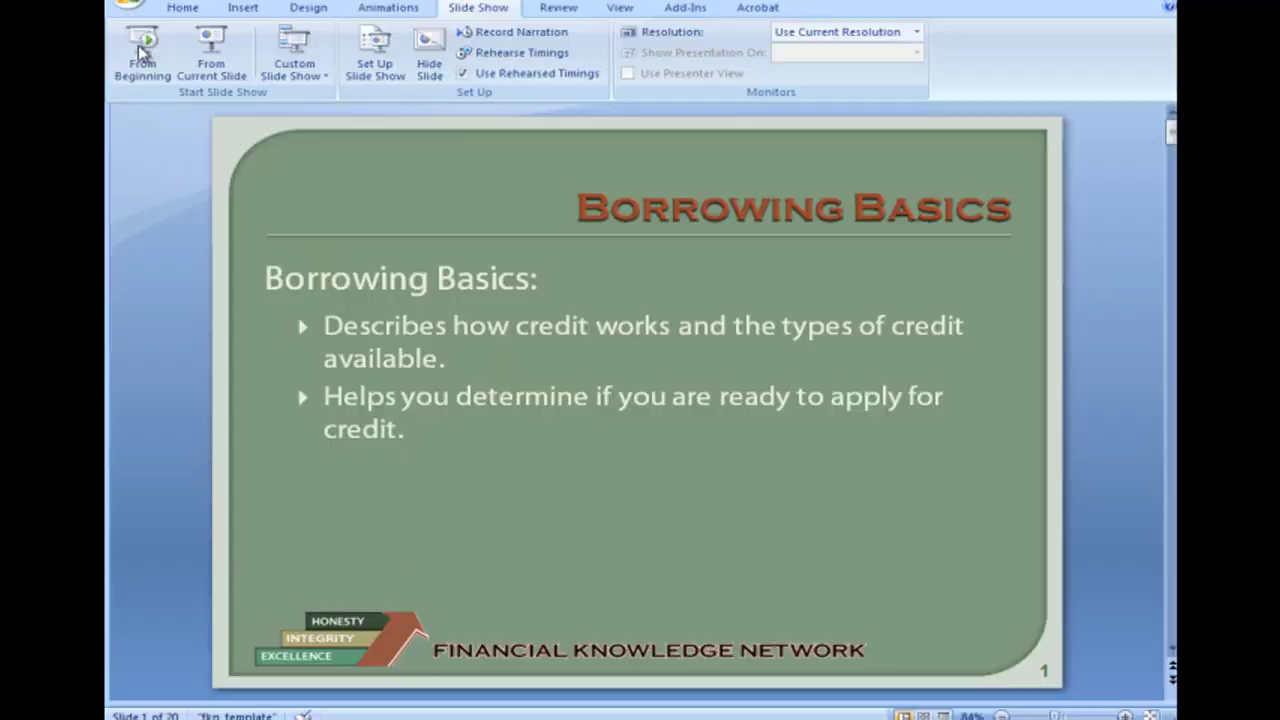 Home Insert Design Animations Slide Show Review View Add-Ins Acrobat
From Beginning
From Current Slide
Custom Slide Show
Start Slide Show
Set Up Slide Show
Hide Slide
Record Narration
Rehearse Timings
Use Rehearsed Timings
Set Up
Resolution: Use Current Resolution
Show Presentation On:
Use Presenter View
Monitors
BORROWING BASICS
Borrowing Basics:
Describes how credit works and the types of credit
available.
Helps you determine if you are ready to apply for
credit.
HONESTY
INTEGRITY
EXCELLENCE
FINANCIAL KNOWLEDGE NETWORK
1
Slide 1 of 20 "fkn_template" 84%